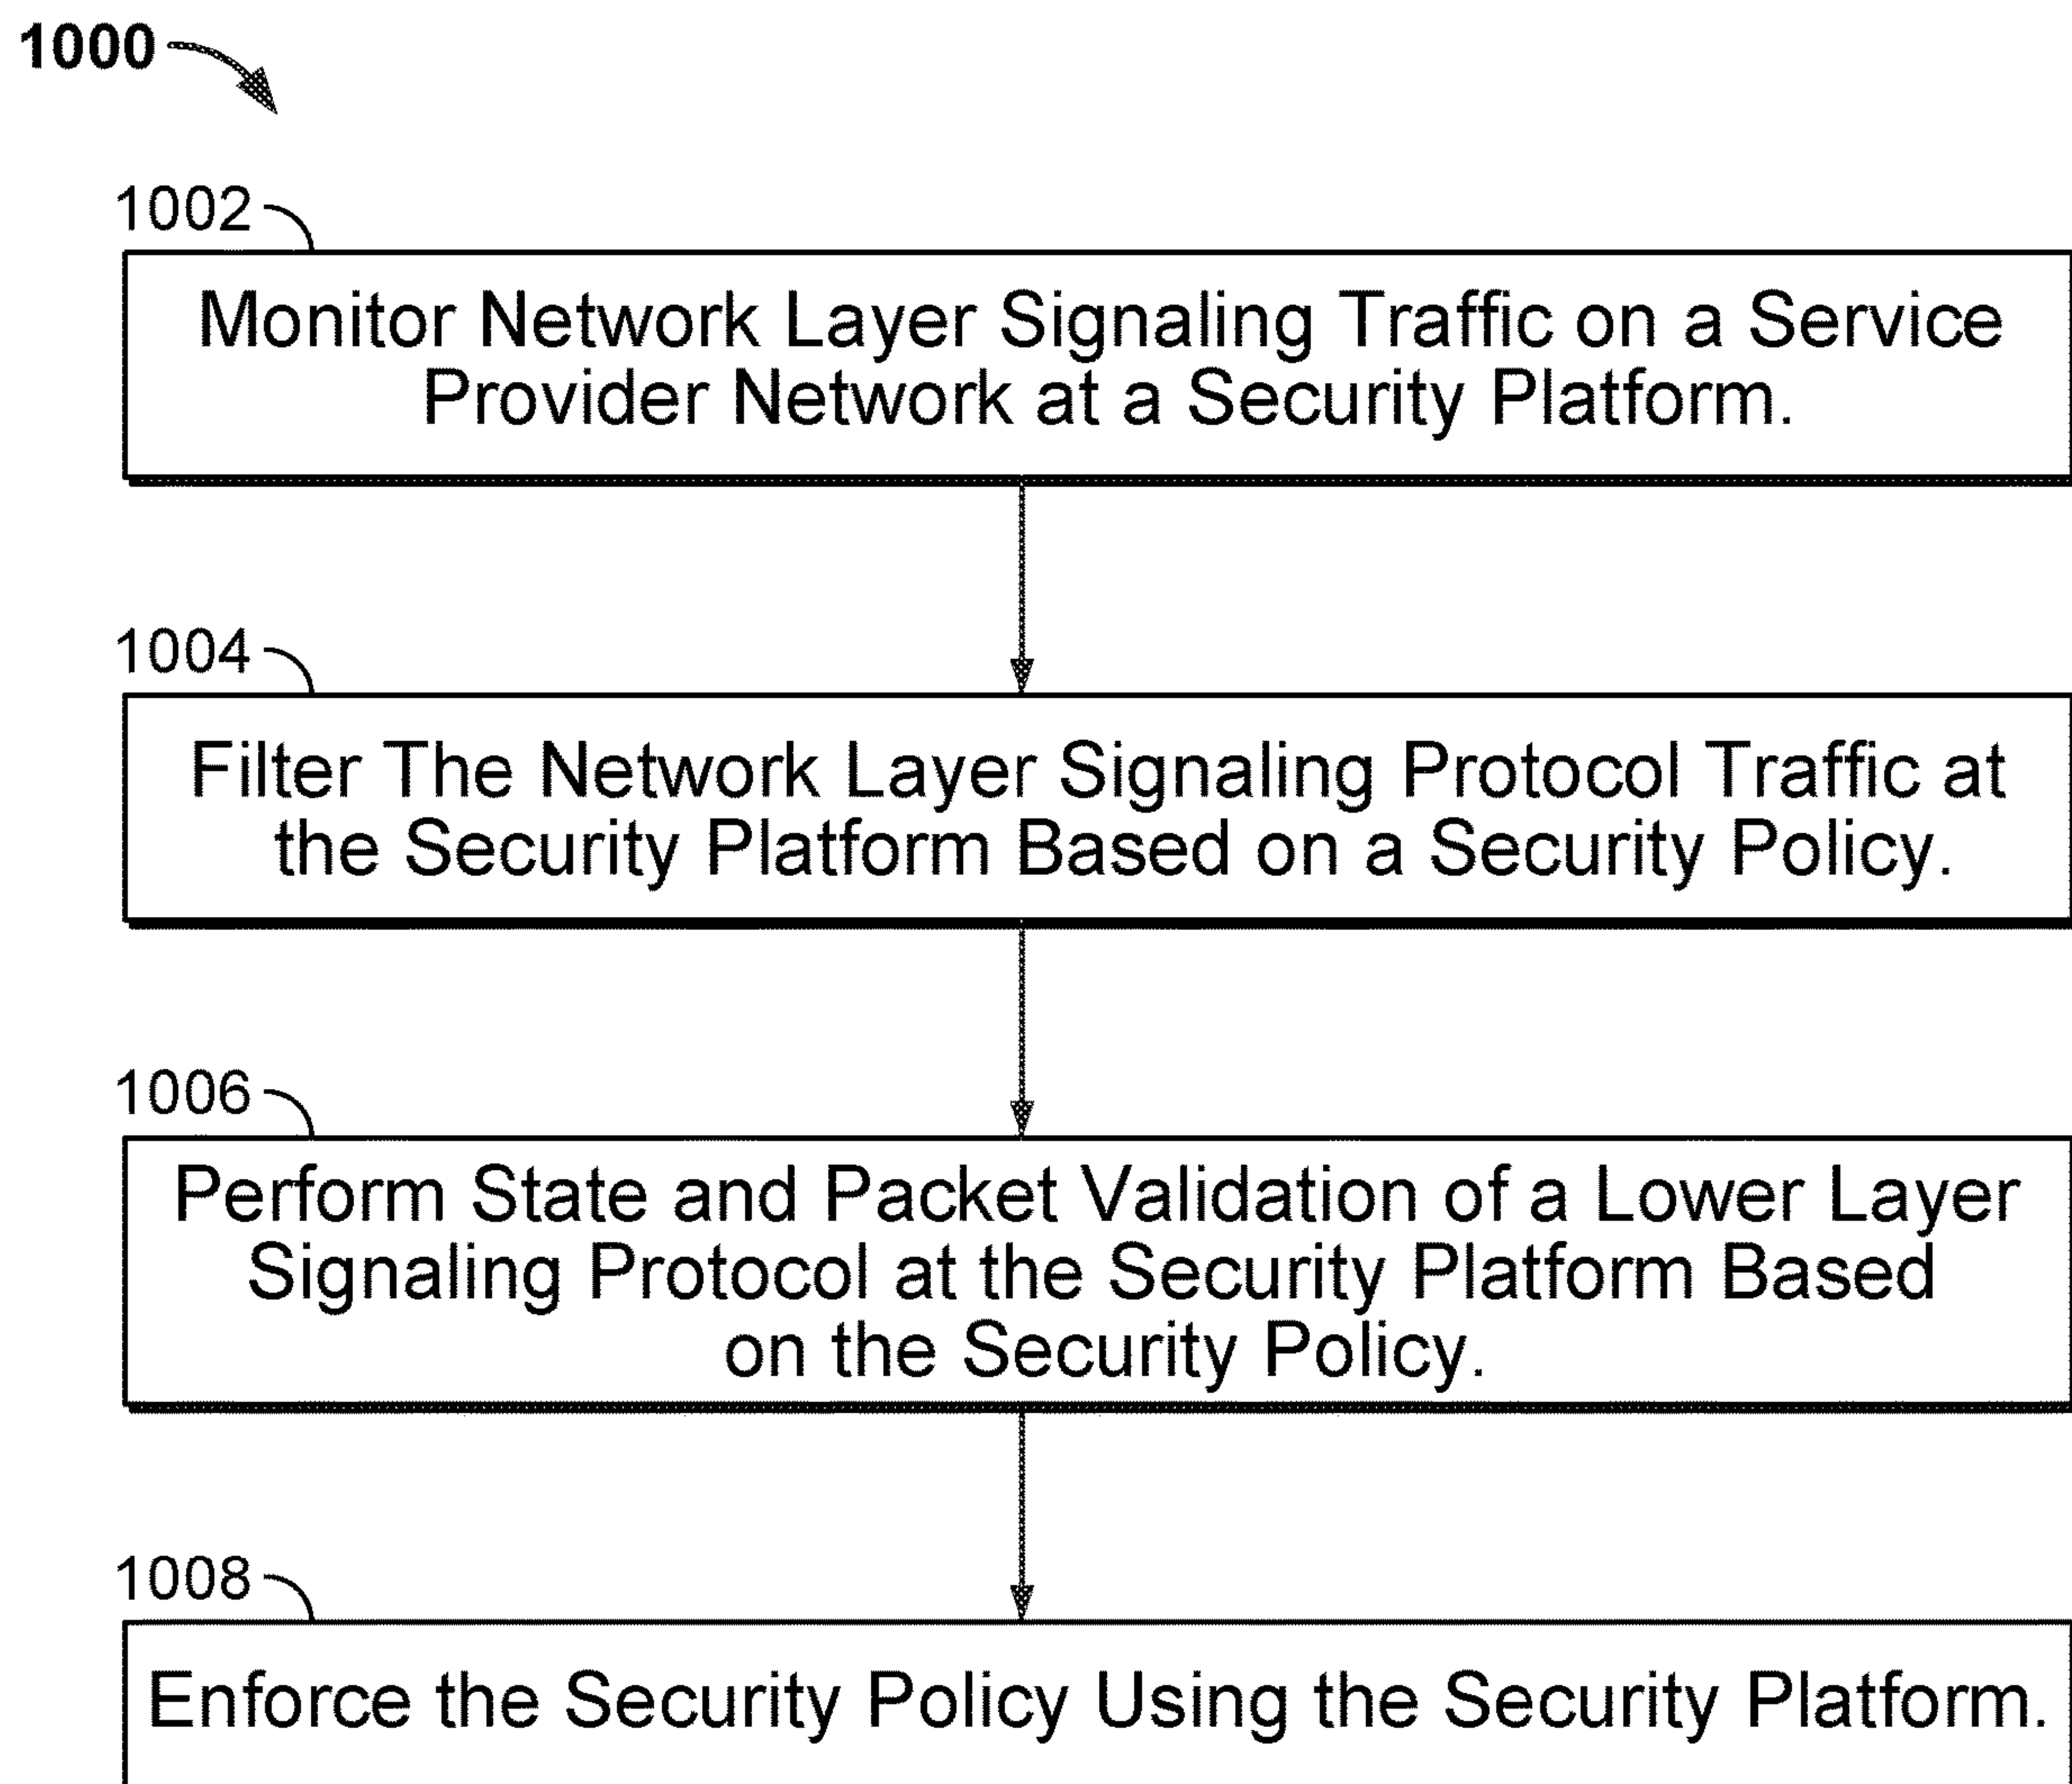 1000
1002
Monitor Network Layer Signaling Traffic on a Service
Provider Network at a Security Platform.
1004
Filter The Network Layer Signaling Protocol Traffic at
the Security Platform Based on a Security Policy.
1006
Perform State and Packet Validation of a Lower Layer
Signaling Protocol at the Security Platform Based
on the Security Policy.
1008
Enforce the Security Policy Using the Security Platform.